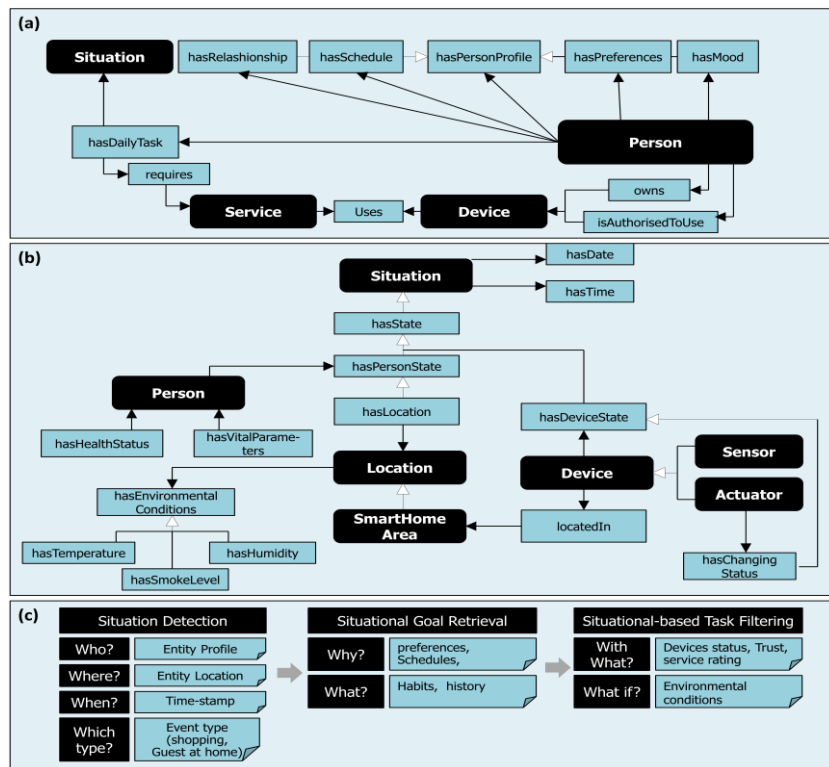 (a)
Situation
hasRelashionship
hasSchedule
hasPersonProfile
hasPreferences
hasMood
hasDailyTask
Person
requires
owns
Service
Uses
Device
isAuthorisedToUse
(b)
hasDate
Situation
hasTime
hasState
hasPersonState
Person
hasLocation
hasDeviceState
hasHealthStatus
hasVitalParame-
ters
Sensor
Location
Device
Actuator
hasEnvironmental
Conditions
SmartHome
Area
locatedIn
hasTemperature
hasHumidity
hasSmokeLevel
hasChanging
Status
(c)
Situation Detection
Situational Goal Retrieval
Situational-based Task Filtering
Who?
Entity Profile
Where?
Entity Location
When?
Time-stamp
Which
type?
Event type
(shopping,
Guest at home)
Why?
preferences,
Schedules,
What?
Habits, history
With
What?
Devices status, Trust,
service rating
What if?
Environmental
conditions